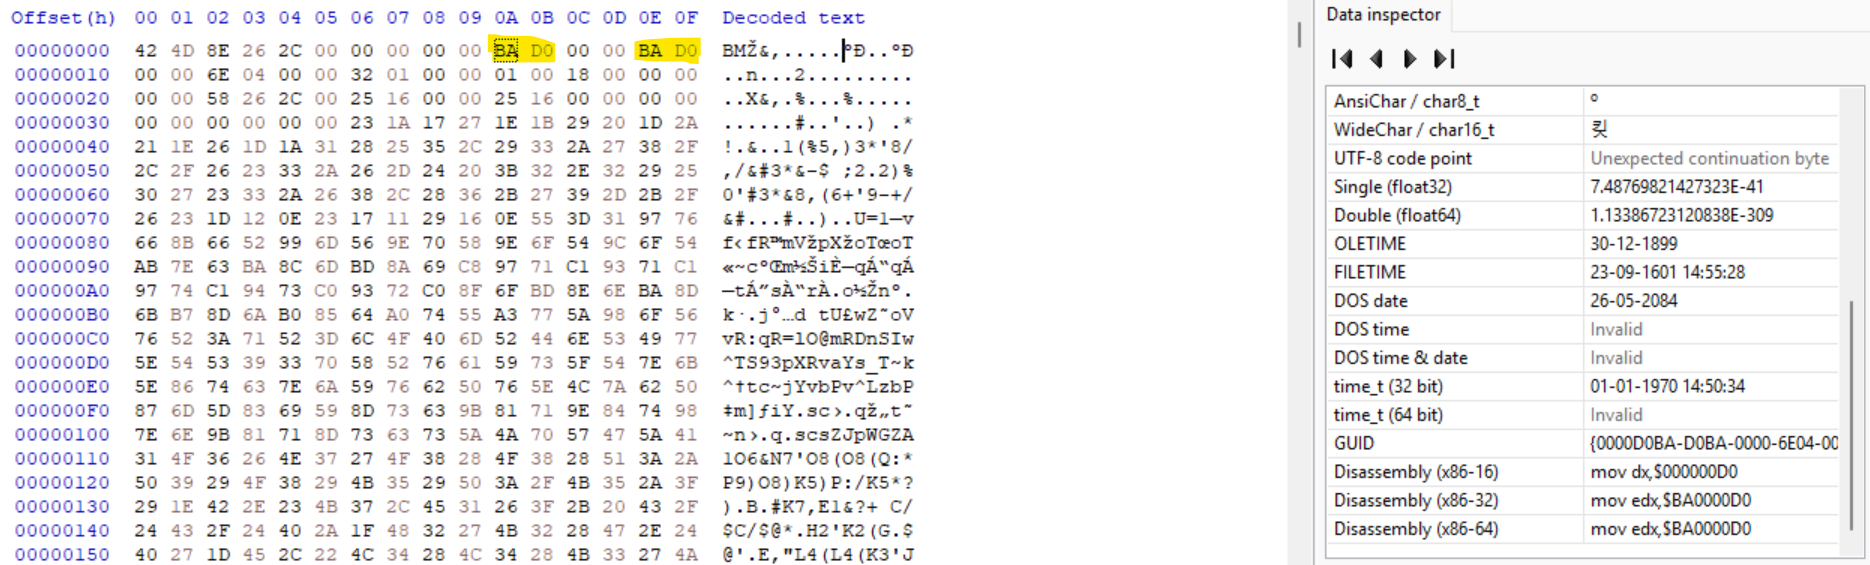 Offset(h) 00 01 02 03 04 05 06 07 08 09 0A 0B 0C 0D 0E 0F Decoded text
00000000 42 4D 8E 26 2C 00 00 00 00 00 BA D0 00 00 BA D0 BMŽ&,.....ºÐ..ºÐ
00000010 00 00 6E 04 00 00 32 01 00 00 01 00 18 00 00 00 ..n...2.........
00000020 00 00 58 26 2C 00 25 16 00 00 25 16 00 00 00 00 ..X&,.%...%.....
00000030 00 00 00 00 00 00 23 1A 17 27 1E 1B 29 20 1D 2A ......#..'..) .*
00000040 21 1E 26 1D 1A 31 28 25 35 2C 29 33 2A 27 38 2F !.&..1(%5,)3*'8/
00000050 2C 2F 26 23 33 2A 26 2D 24 20 3B 32 2E 32 29 25 ,/&#3*&-$ ;2.2)%
00000060 30 27 23 33 2A 26 38 2C 28 36 2B 27 39 2D 2B 2F 0'#3*&8,(6+'9-+/
00000070 26 23 1D 12 0E 23 17 11 29 16 0E 55 3D 31 97 76 &#...#..)..U=1—v
00000080 66 8B 66 52 99 6D 56 9E 70 58 9E 6F 54 9C 6F 54 f‹fR™mVžpXžoTœoT
00000090 AB 7E 63 BA 8C 6D BD 8A 69 C8 97 71 C1 93 71 C1 «~cºŒm½ŠiÈ—qÁ“qÁ
000000A0 97 74 C1 94 73 C0 93 72 C0 8F 6F BD 8E 6E BA 8D —tÁ”sÀ“rÀ.o½Žnº.
000000B0 6B B7 8D 6A B0 85 64 A0 74 55 A3 77 5A 98 6F 56 k·.j°…d tU£wZ˜oV
000000C0 76 52 3A 71 52 3D 6C 4F 40 6D 52 44 6E 53 49 77 vR:qR=lO@mRDnSIw
000000D0 5E 54 53 39 33 70 58 52 76 61 59 73 5F 54 7E 6B ^TS93pXRvaYs_T~k
000000E0 5E 86 74 63 7E 6A 59 76 62 50 76 5E 4C 7A 62 50 ^†tc~jYvbPv^LzbP
000000F0 87 6D 5D 83 69 59 8D 73 63 9B 81 71 9E 84 74 98 ‡m]ƒiY.sc›.qž„t˜
00000100 7E 6E 9B 81 71 8D 73 63 73 5A 4A 70 57 47 5A 41 ~n›.q.scsZJpWGZA
00000110 31 4F 36 26 4E 37 27 4F 38 28 4F 38 28 51 3A 2A 1O6&N7'O8(O8(Q:*
00000120 50 39 29 4F 38 29 4B 35 29 50 3A 2F 4B 35 2A 3F P9)O8)K5)P:/K5*?
00000130 29 1E 42 2E 23 4B 37 2C 45 31 26 3F 2B 20 43 2F ).B.#K7,E1&?+ C/
00000140 24 43 2F 24 40 2A 1F 48 32 27 4B 32 28 47 2E 24 $C/$@*.H2'K2(G.$
00000150 40 27 1D 45 2C 22 4C 34 28 4C 34 28 4B 33 27 4A @'.E,"L4(L4(K3'J
Data inspector
AnsiChar / char8_t º
WideChar / char16_t 킺
UTF-8 code point Unexpected continuation byte
Single (float32) 7.48769821427323E-41
Double (float64) 1.13386723120838E-309
OLETIME 30-12-1899
FILETIME 23-09-1601 14:55:28
DOS date 26-05-2084
DOS time Invalid
DOS time & date Invalid
time_t (32 bit) 01-01-1970 14:50:34
time_t (64 bit) Invalid
GUID {0000D0BA-D0BA-0000-6E04-00
Disassembly (x86-16) mov dx,$000000D0
Disassembly (x86-32) mov edx,$BA0000D0
Disassembly (x86-64) mov edx,$BA0000D0